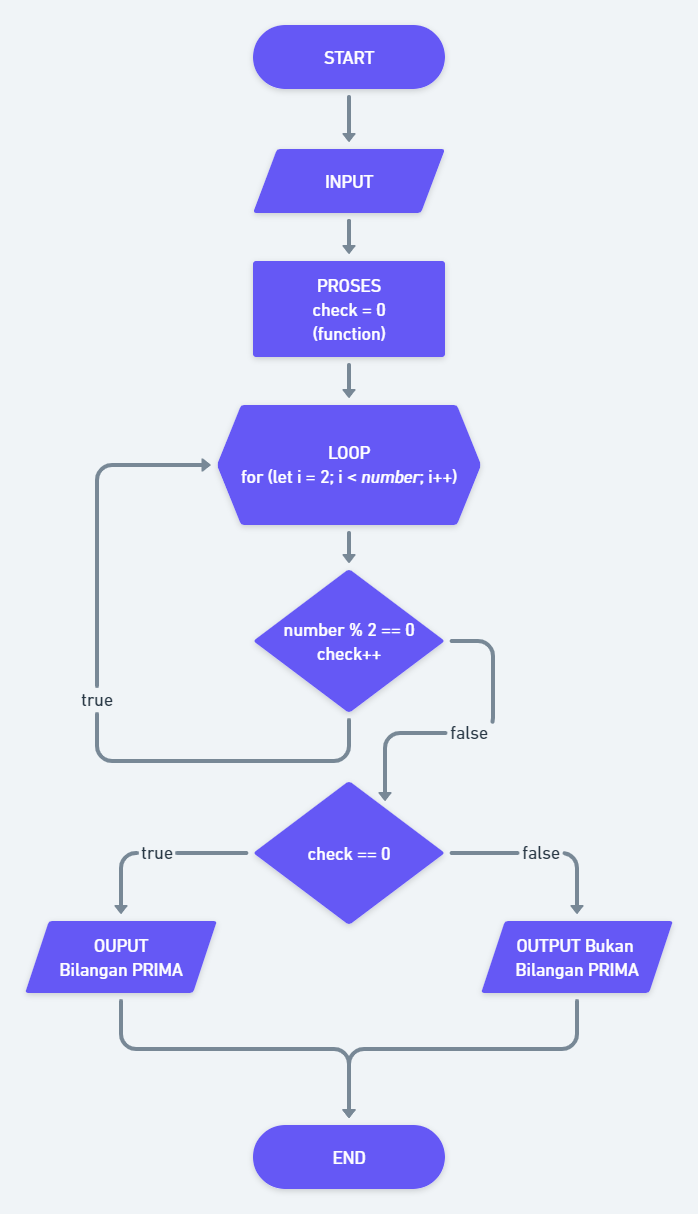 START
INPUT
PROSES
check = 0
(function)
LOOP
for (let i = 2; i < number; i++)
number % 2 == 0
check++
true
false
check == 0
true
false
OUPUT
Bilangan PRIMA
OUTPUT Bukan
Bilangan PRIMA
END